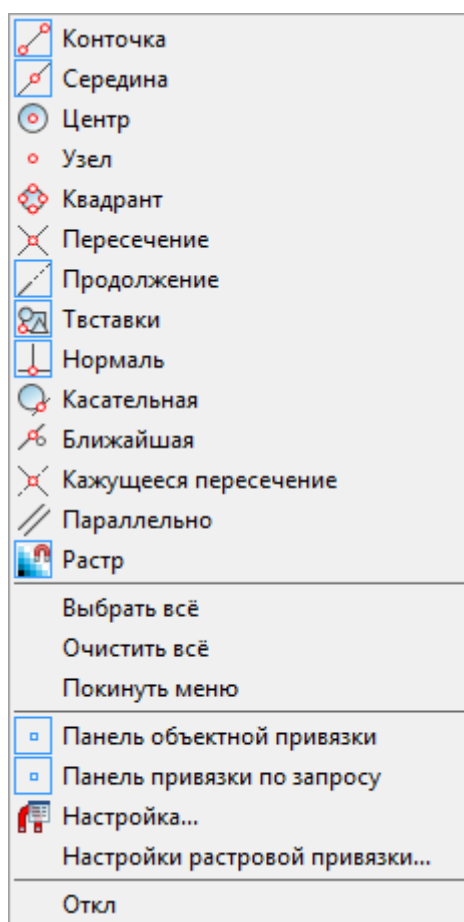 Конточка
Середина
Центр
Узел
Квадрант
Пересечение
Продолжение
Твставки
Нормаль
Касательная
Ближайшая
Кажущееся пересечение
Параллельно
Растр
Выбрать всё
Очистить всё
Покинуть меню
Панель объектной привязки
Панель привязки по запросу
Настройка...
Настройки растровой привязки...
Откл